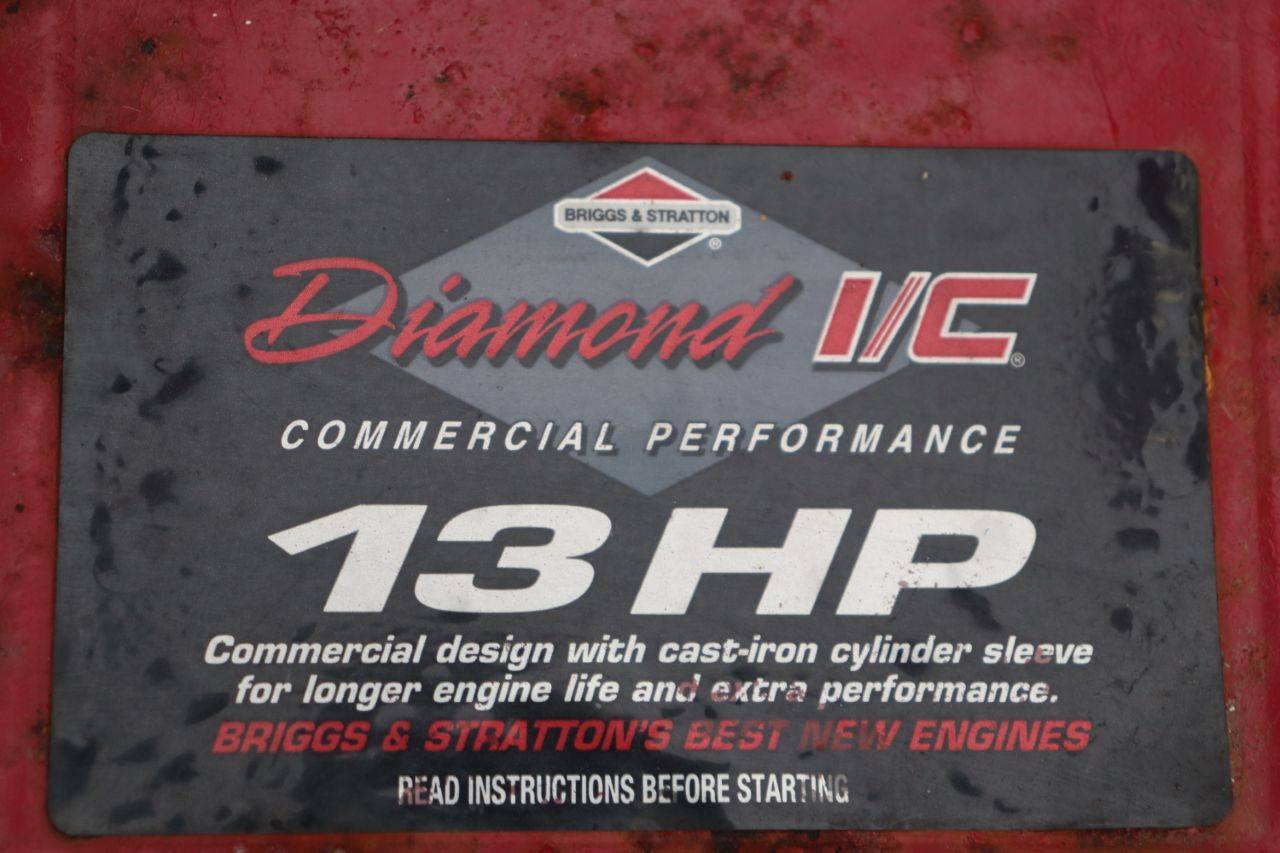 BRIGGS & STRATTON
®
Diamond I/C®
COMMERCIAL PERFORMANCE
13 HP
Commercial design with cast-iron cylinder sleeve
for longer engine life and extra performance.
BRIGGS & STRATTON'S BEST NEW ENGINES
READ INSTRUCTIONS BEFORE STARTING